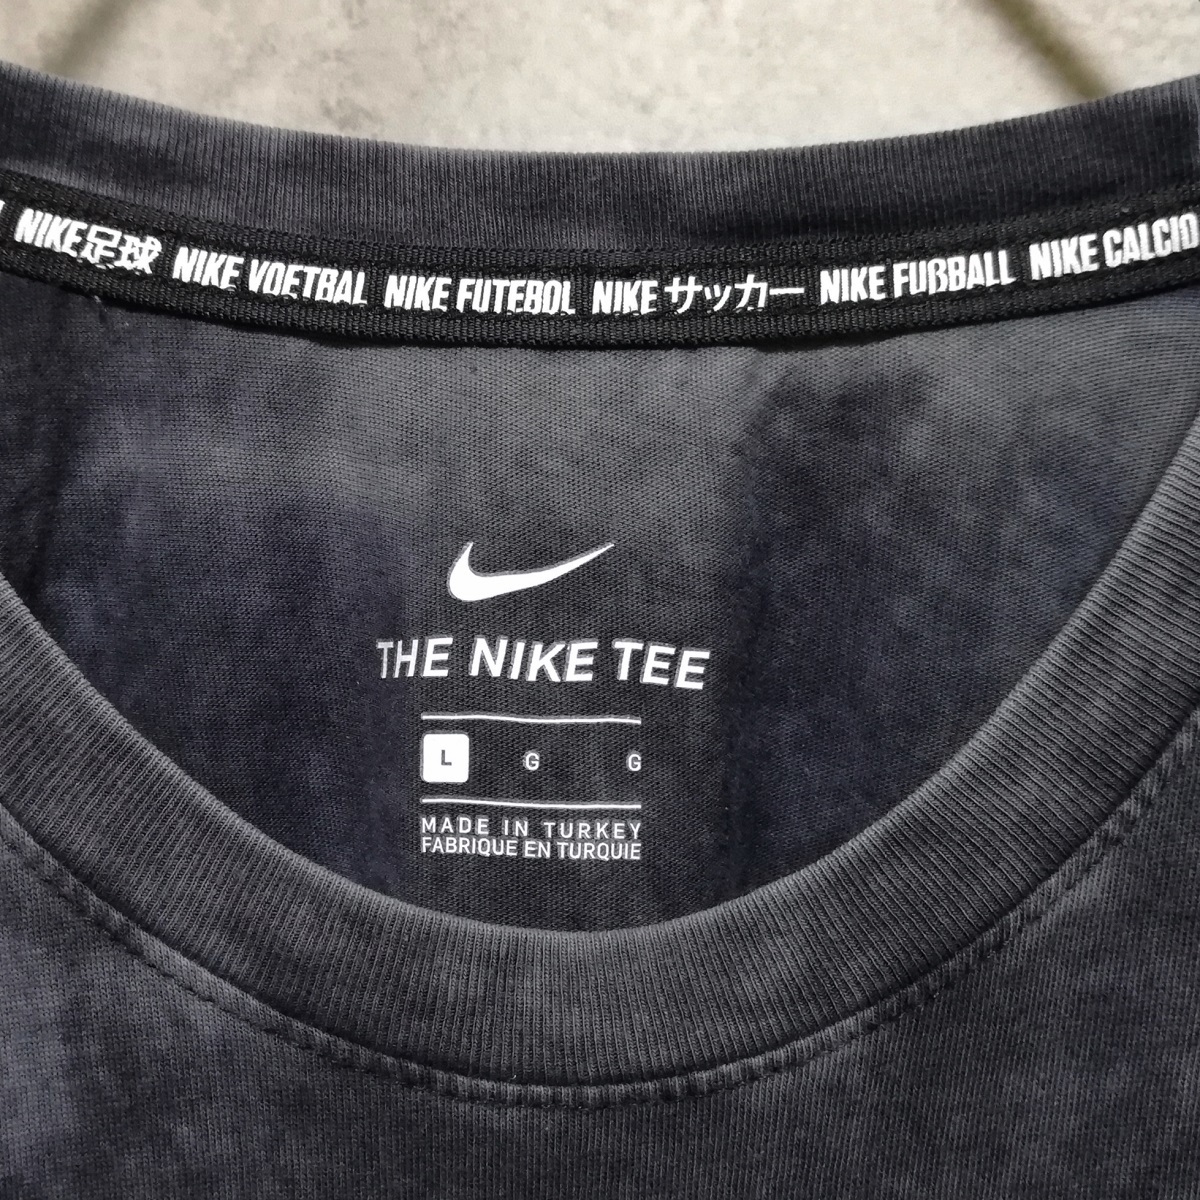 NIKE足球 NIKE VOETBAL NIKE FUTEBOL NIKE サッカー NIKE FUßBALL NIKE CALCIO
THE NIKE TEE
L G G
MADE IN TURKEY
FABRIQUE EN TURQUIE